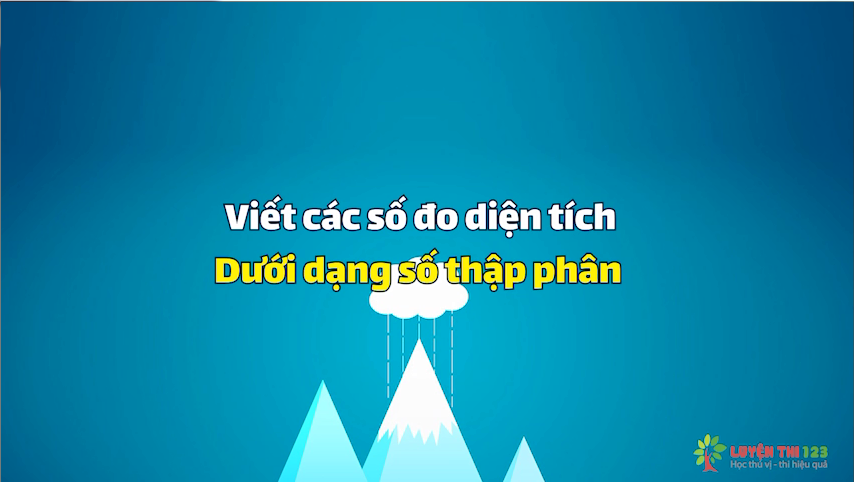 Viết các số đo diện tích
Dưới dạng số thập phân
LUYỆN THI 123
Học thú vị - thi hiệu quả